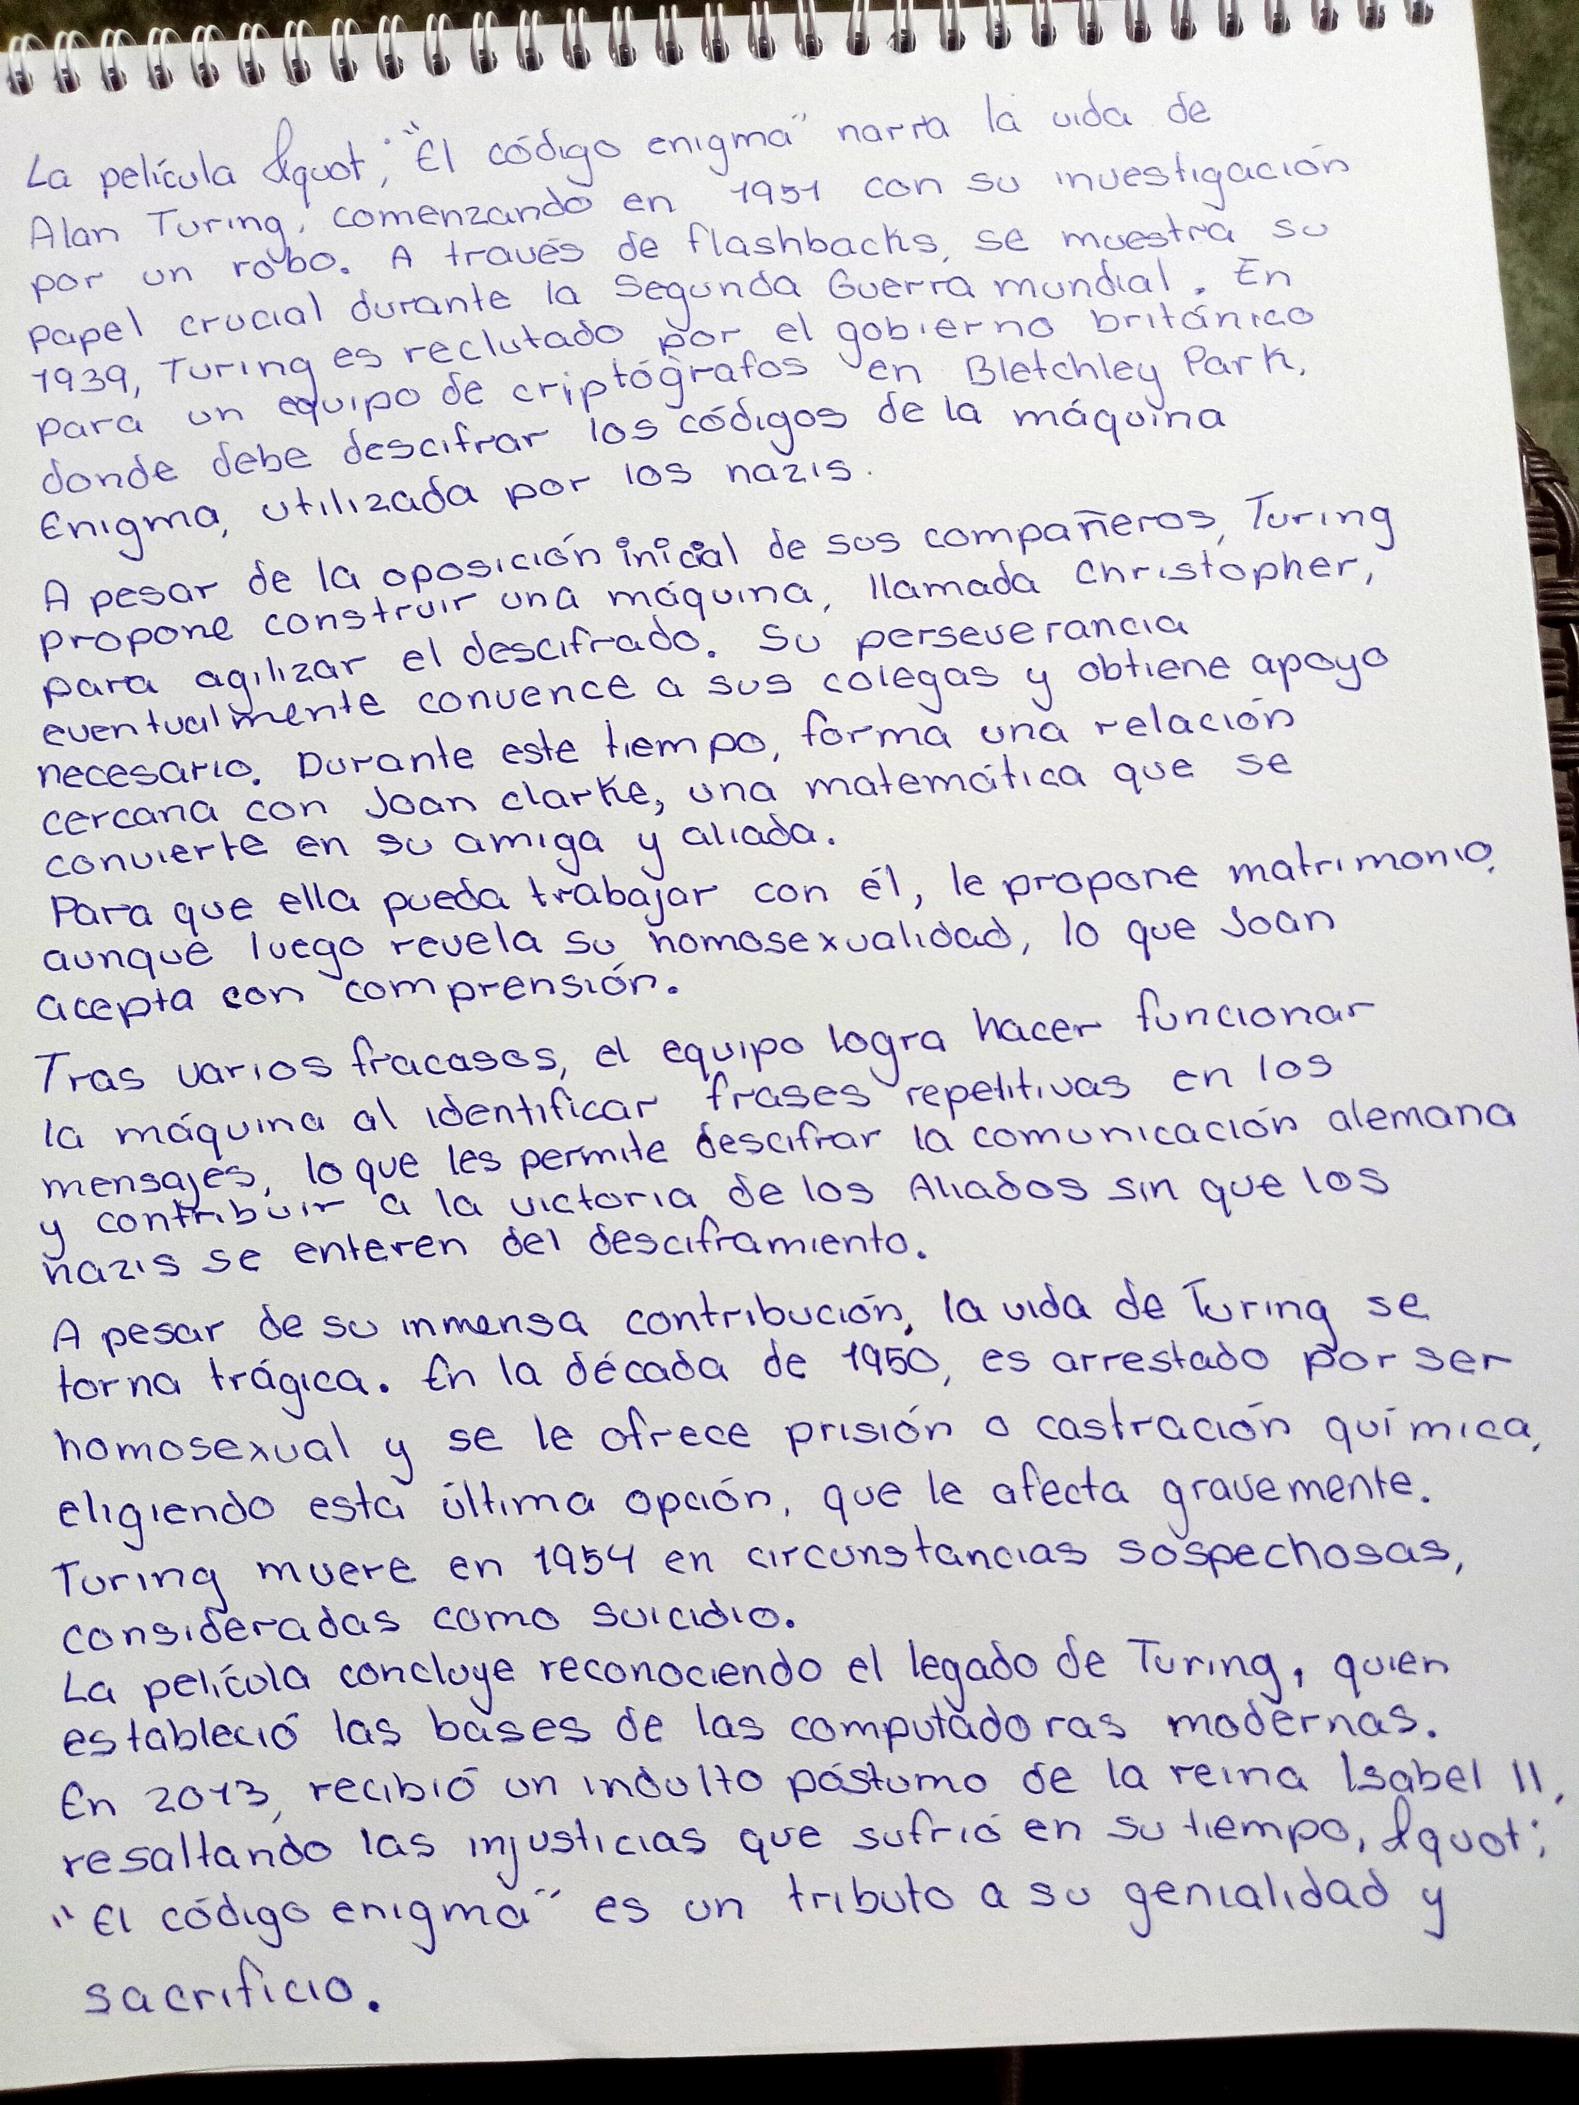 La película &quot; "El código enigma" narra la vida de
Alan Turing, comenzando en 1951 con su investigación
por un robo. A través de flashbacks, se muestra su
papel crucial durante la Segunda Guerra mundial. En
1939, Turing es reclutado por el gobierno británico
para un equipo de criptógrafos en Bletchley Park,
donde debe descifrar los códigos de la máquina
Enigma, utilizada por los nazis.
A pesar de la oposición inicial de sus compañeros, Turing
propone construir una máquina, llamada Christopher,
para agilizar el descifrado. Su perseverancia
eventualmente convence a sus colegas y obtiene apoyo
necesario. Durante este tiempo, forma una relación
cercana con Joan clarke, una matemática que se
convierte en su amiga y aliada.
Para que ella pueda trabajar con él, le propone matrimonio,
aunque luego revela su homosexualidad, lo que Joan
acepta con comprensión.
Tras varios fracasos, el equipo logra hacer funcionar
la máquina al identificar frases repetitivas en los
mensajes, lo que les permite descifrar la comunicación alemana
y contribuir a la victoria de los Aliados sin que los
nazis se enteren del desciframiento.
A pesar de su inmensa contribución, la vida de Turing se
torna trágica. En la década de 1950, es arrestado por ser
homosexual y se le ofrece prisión o castración química,
eligiendo esta última opción, que le afecta gravemente.
Turing muere en 1954 en circunstancias sospechosas,
consideradas como suicidio.
La película concluye reconociendo el legado de Turing, quien
estableció las bases de las computadoras modernas.
En 2013, recibió un indulto póstumo de la reina Isabel II,
resaltando las injusticias que sufrió en su tiempo, &quot;
"El código enigma" es un tributo a su genialidad y
sacrificio.